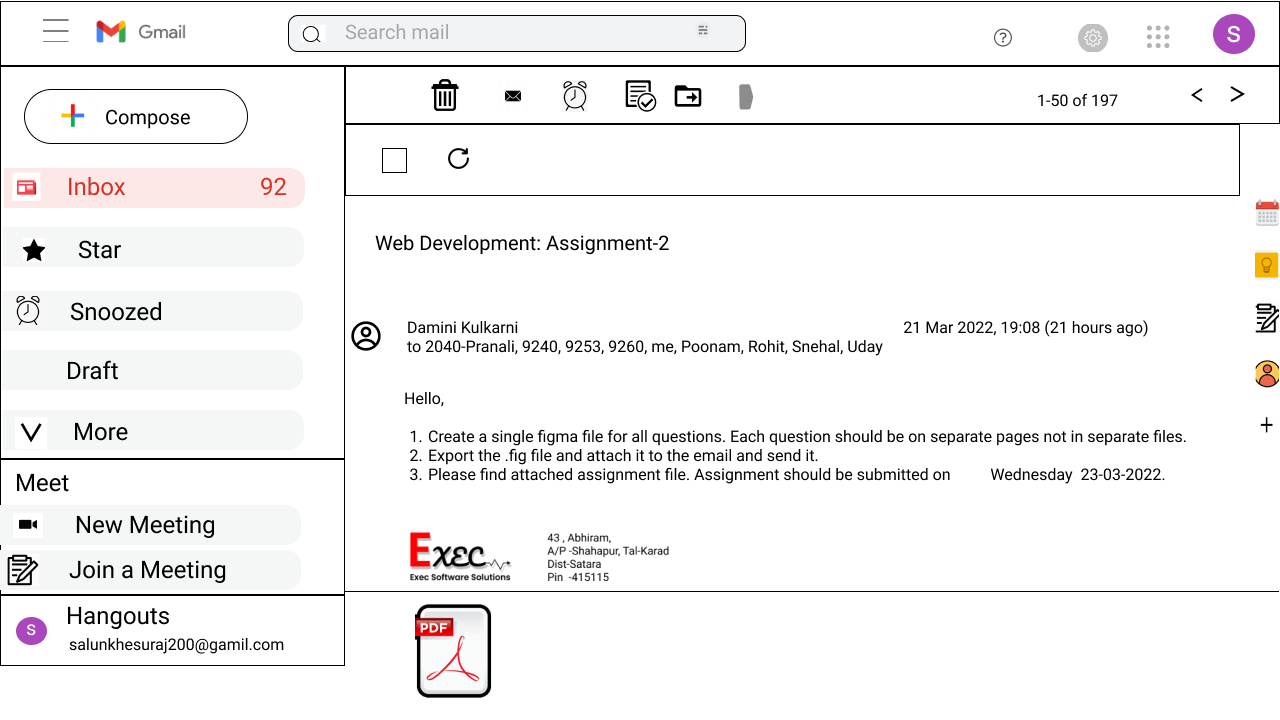 Gmail
Search mail
?
S
Compose
1-50 of 197
< >
Inbox 92
Star
Snoozed
Draft
More
Meet
New Meeting
Join a Meeting
S
Hangouts
salunkhesuraj200@gamil.com
Web Development: Assignment-2
Damini Kulkarni
21 Mar 2022, 19:08 (21 hours ago)
to 2040-Pranali, 9240, 9253, 9260, me, Poonam, Rohit, Snehal, Uday
Hello,
1. Create a single figma file for all questions. Each question should be on separate pages not in separate files.
2. Export the .fig file and attach it to the email and send it.
3. Please find attached assignment file. Assignment should be submitted on Wednesday 23-03-2022.
Exec
Exec Software Solutions
43 , Abhiram,
A/P -Shahapur, Tal-Karad
Dist-Satara
Pin -415115
PDF
+